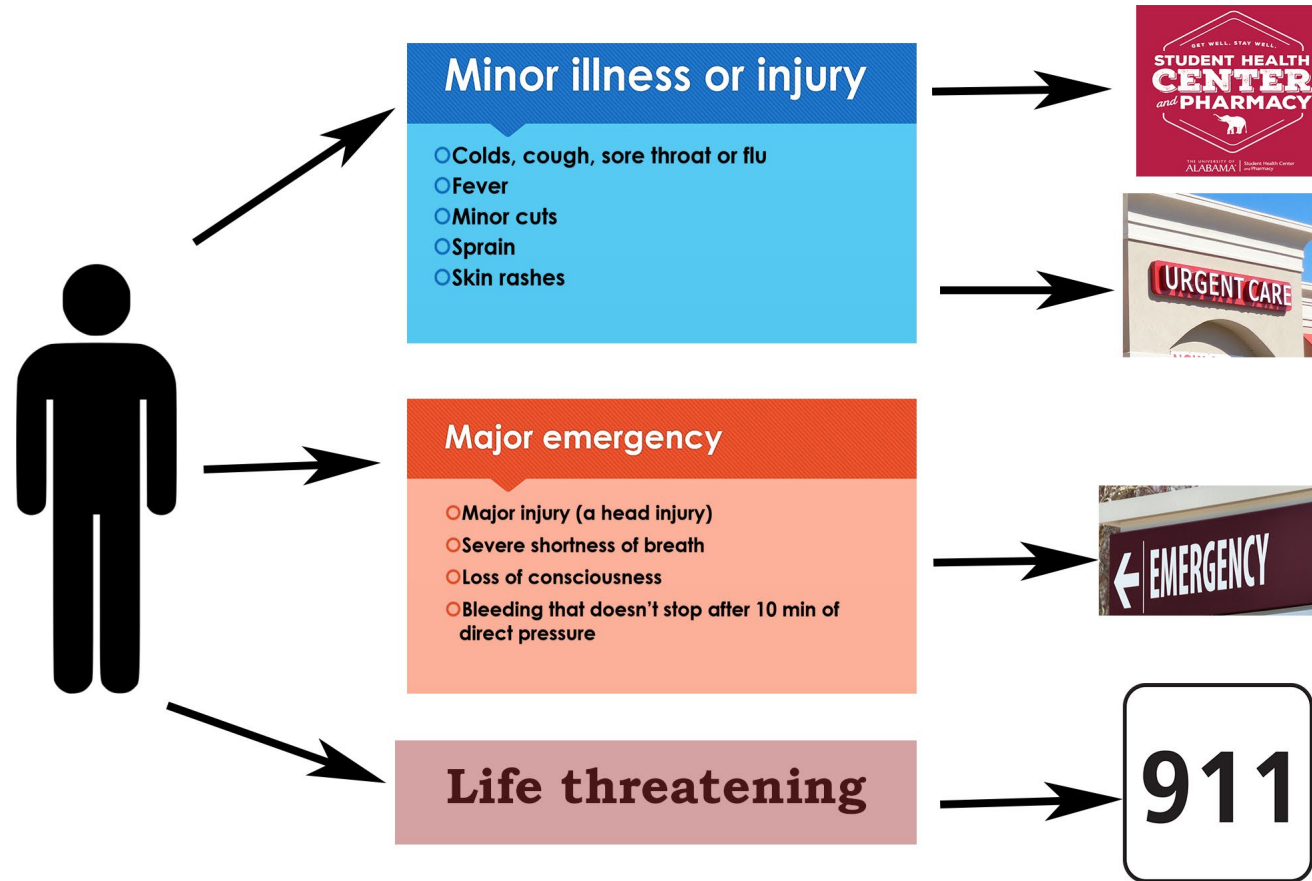 Minor illness or injury
Colds, cough, sore throat or flu
Fever
Minor cuts
Sprain
Skin rashes
GET WELL. STAY WELL.
STUDENT HEALTH
CENTER
and PHARMACY
THE UNIVERSITY OF
ALABAMA
Student Health Center
and Pharmacy
URGENT CARE
Major emergency
Major injury (a head injury)
Severe shortness of breath
Loss of consciousness
Bleeding that doesn't stop after 10 min of
direct pressure
EMERGENCY
Life threatening
911